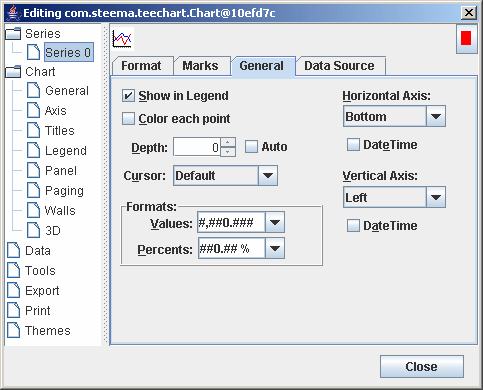 Editing com.steema.teechart.Chart@10efd7c
Series
Series 0
Chart
General
Axis
Titles
Legend
Panel
Paging
Walls
3D
Data
Tools
Export
Print
Themes
Format Marks General Data Source
Show in Legend
Color each point
Depth: 0 Auto
Cursor: Default
Formats:
Values: #,##0.###
Percents: ##0.## %
Horizontal Axis:
Bottom
DateTime
Vertical Axis:
Left
DateTime
Close